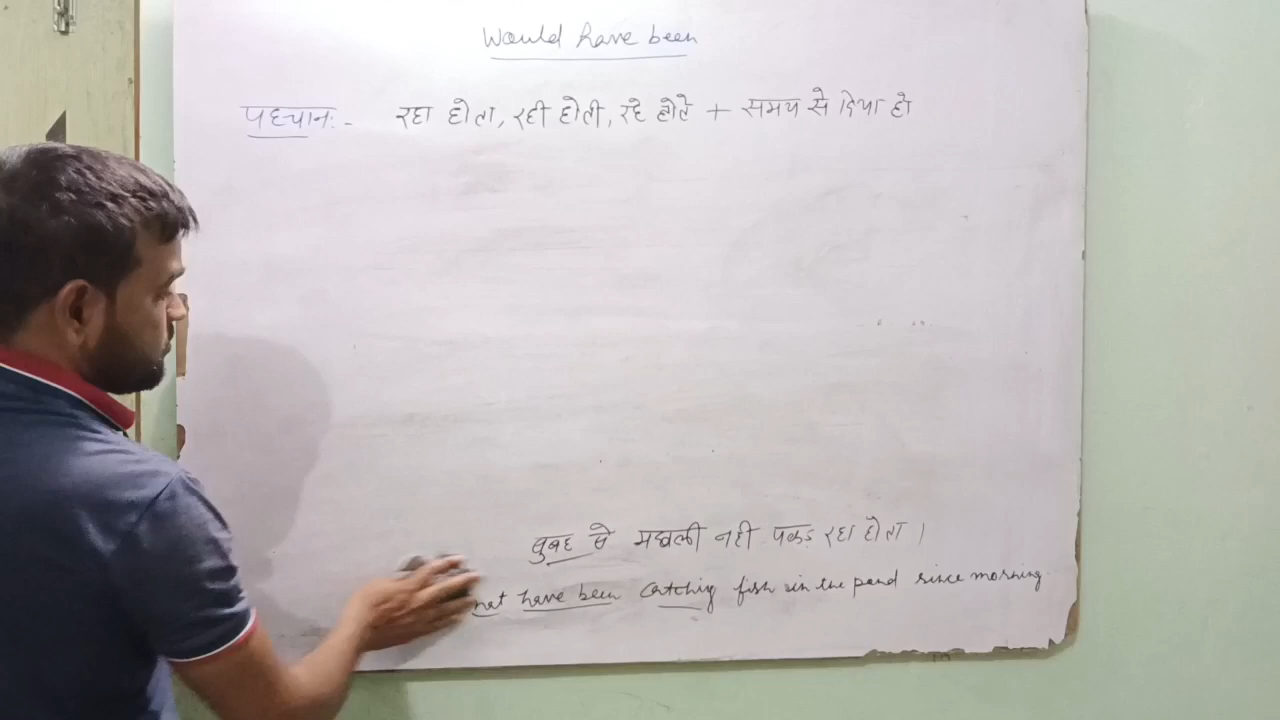 Would have been
पहचान:- रहा होता, रही होती, रहे होते + समय से दिया हो
सुबह से मछली नही पकड़ रहा होता ।
not have been catching fish in the pond since morning.